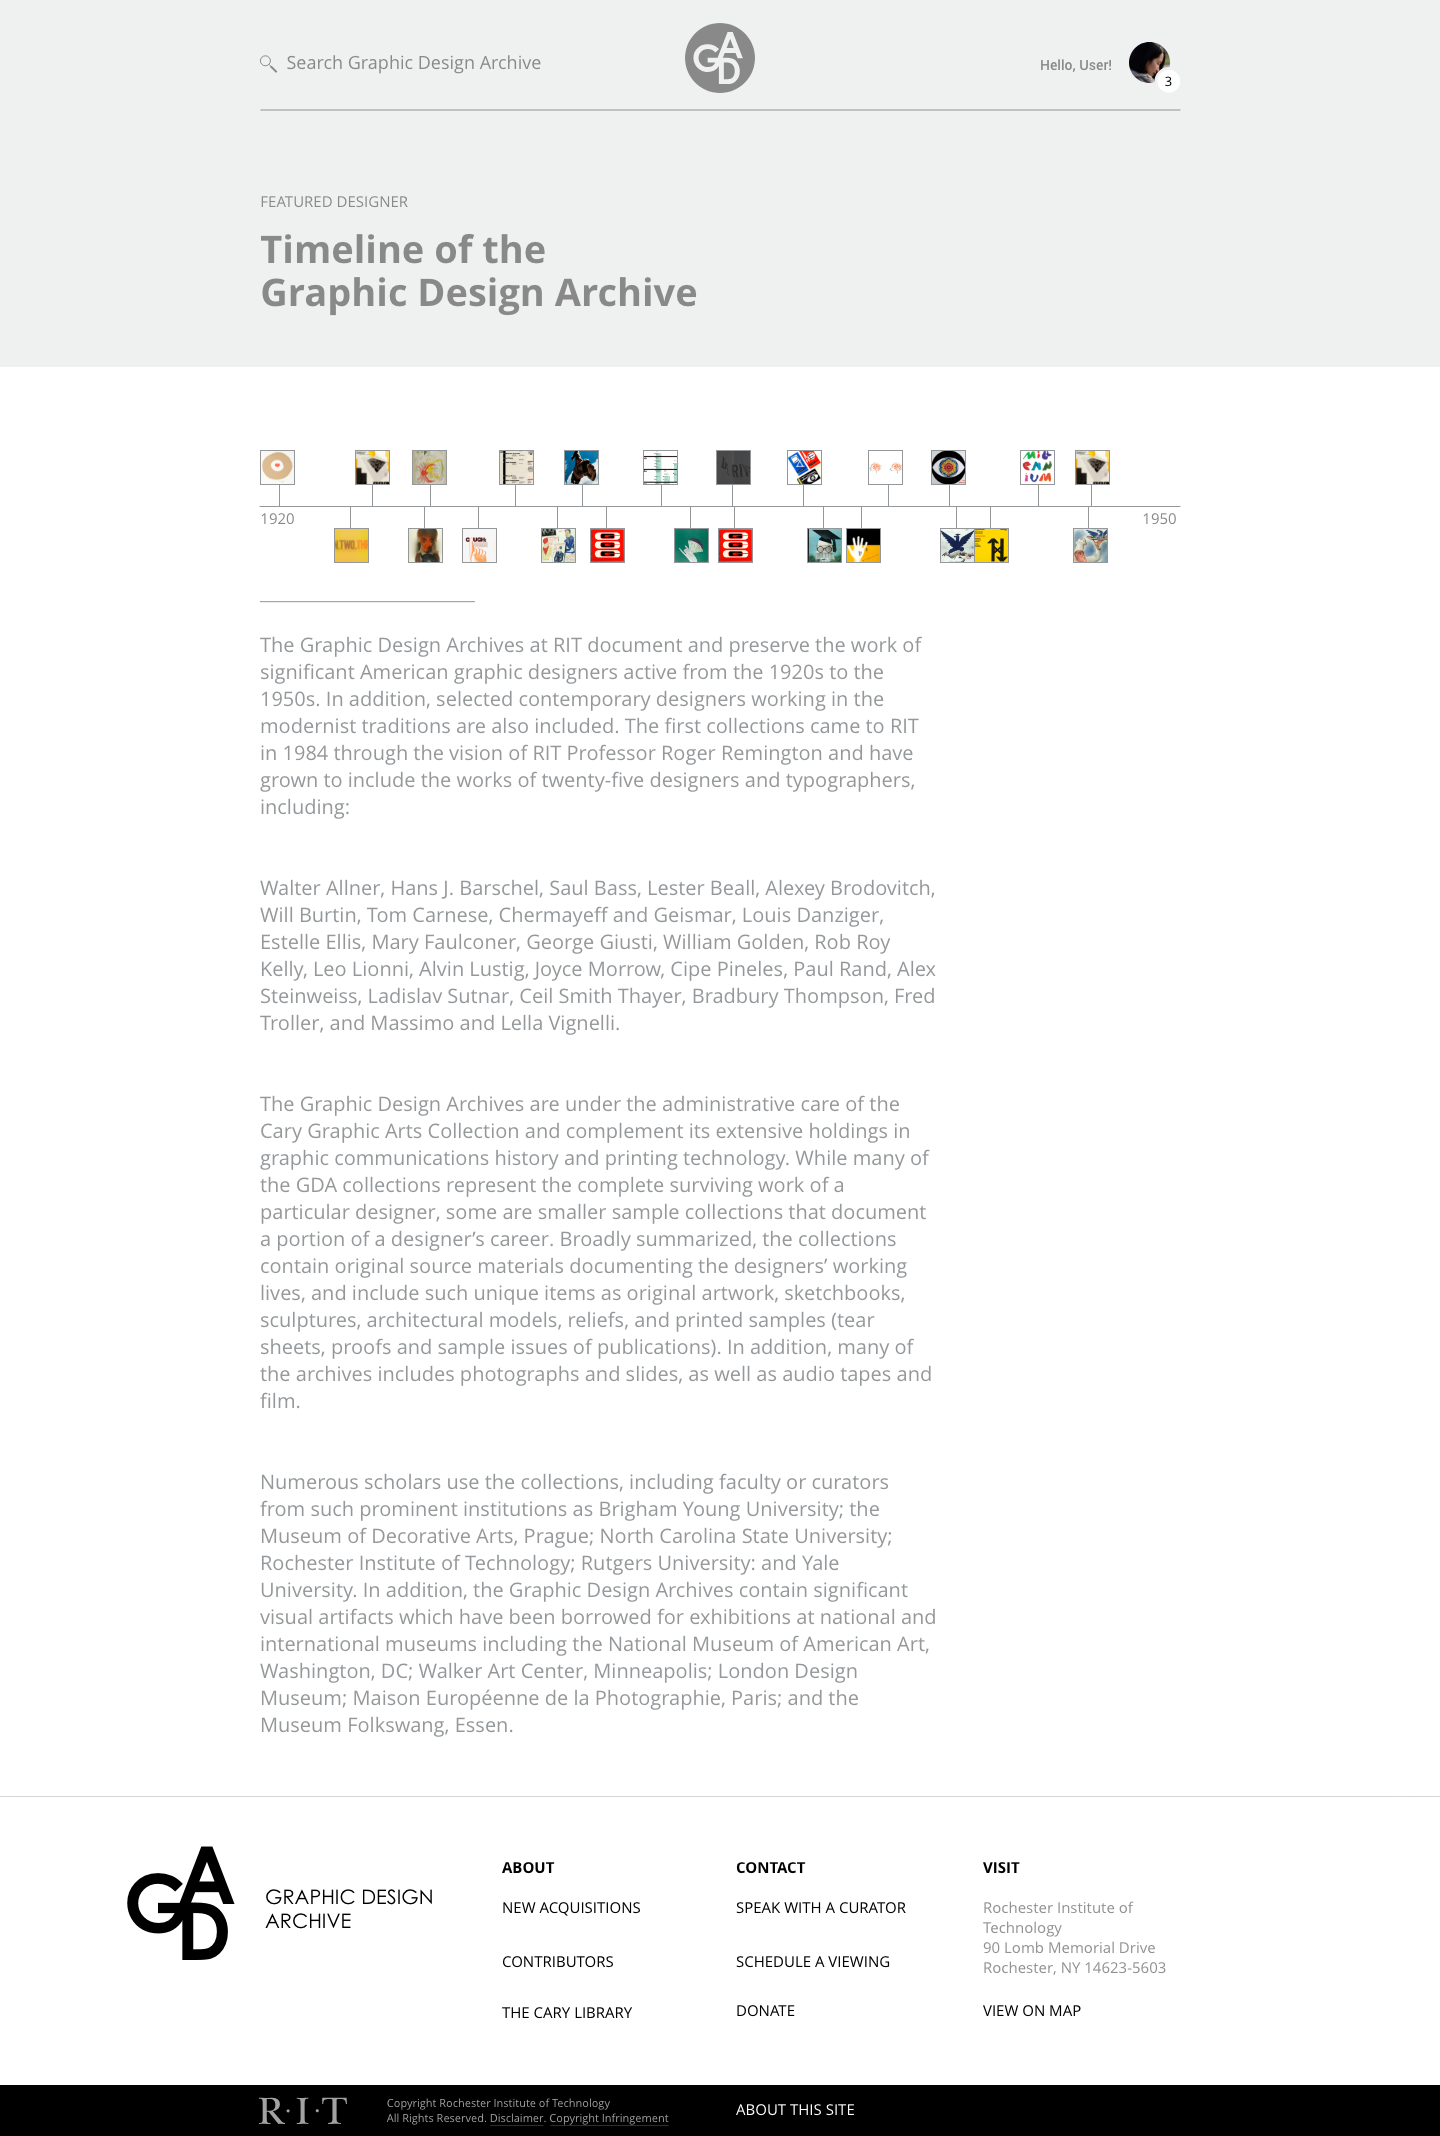 Search Graphic Design Archive
GAD
Hello, User!
3
FEATURED DESIGNER
Timeline of the
Graphic Design Archive
MIL
CAN
IUM
1920
1950
TWO
COUGH
The Graphic Design Archives at RIT document and preserve the work of
significant American graphic designers active from the 1920s to the
1950s. In addition, selected contemporary designers working in the
modernist traditions are also included. The first collections came to RIT
in 1984 through the vision of RIT Professor Roger Remington and have
grown to include the works of twenty-five designers and typographers,
including:
Walter Allner, Hans J. Barschel, Saul Bass, Lester Beall, Alexey Brodovitch,
Will Burtin, Tom Carnese, Chermayeff and Geismar, Louis Danziger,
Estelle Ellis, Mary Faulconer, George Giusti, William Golden, Rob Roy
Kelly, Leo Lionni, Alvin Lustig, Joyce Morrow, Cipe Pineles, Paul Rand, Alex
Steinweiss, Ladislav Sutnar, Ceil Smith Thayer, Bradbury Thompson, Fred
Troller, and Massimo and Lella Vignelli.
The Graphic Design Archives are under the administrative care of the
Cary Graphic Arts Collection and complement its extensive holdings in
graphic communications history and printing technology. While many of
the GDA collections represent the complete surviving work of a
particular designer, some are smaller sample collections that document
a portion of a designer’s career. Broadly summarized, the collections
contain original source materials documenting the designers’ working
lives, and include such unique items as original artwork, sketchbooks,
sculptures, architectural models, reliefs, and printed samples (tear
sheets, proofs and sample issues of publications). In addition, many of
the archives includes photographs and slides, as well as audio tapes and
film.
Numerous scholars use the collections, including faculty or curators
from such prominent institutions as Brigham Young University; the
Museum of Decorative Arts, Prague; North Carolina State University;
Rochester Institute of Technology; Rutgers University: and Yale
University. In addition, the Graphic Design Archives contain significant
visual artifacts which have been borrowed for exhibitions at national and
international museums including the National Museum of American Art,
Washington, DC; Walker Art Center, Minneapolis; London Design
Museum; Maison Européenne de la Photographie, Paris; and the
Museum Folkswang, Essen.
GAD
GRAPHIC DESIGN
ARCHIVE
ABOUT
NEW ACQUISITIONS
CONTRIBUTORS
THE CARY LIBRARY
CONTACT
SPEAK WITH A CURATOR
SCHEDULE A VIEWING
DONATE
VISIT
Rochester Institute of
Technology
90 Lomb Memorial Drive
Rochester, NY 14623-5603
VIEW ON MAP
R·I·T
Copyright Rochester Institute of Technology
All Rights Reserved. Disclaimer. Copyright Infringement
ABOUT THIS SITE